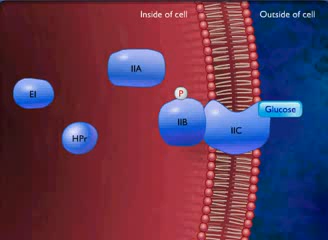 Inside of cell
Outside of cell
IIA
EI
P
Glucose
IIB
IIC
HPr